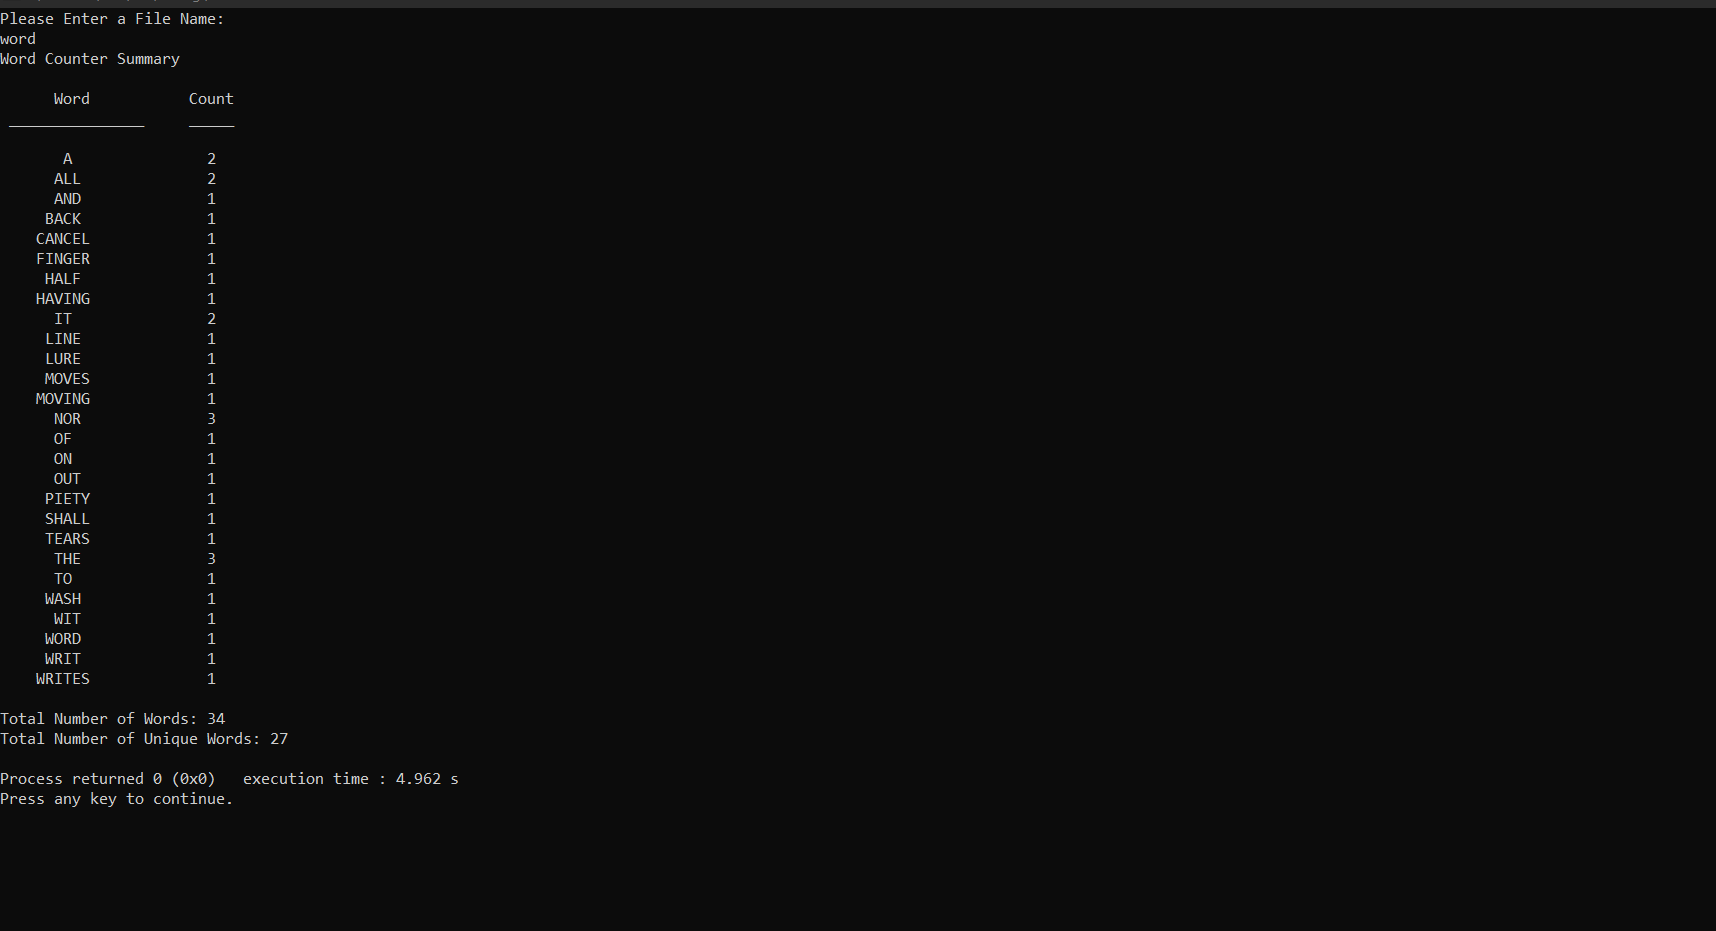 Please Enter a File Name:
word
Word Counter Summary
Word Count
_______________ _____
A 2
ALL 2
AND 1
BACK 1
CANCEL 1
FINGER 1
HALF 1
HAVING 1
IT 2
LINE 1
LURE 1
MOVES 1
MOVING 1
NOR 3
OF 1
ON 1
OUT 1
PIETY 1
SHALL 1
TEARS 1
THE 3
TO 1
WASH 1
WIT 1
WORD 1
WRIT 1
WRITES 1
Total Number of Words: 34
Total Number of Unique Words: 27
Process returned 0 (0x0) execution time : 4.962 s
Press any key to continue.